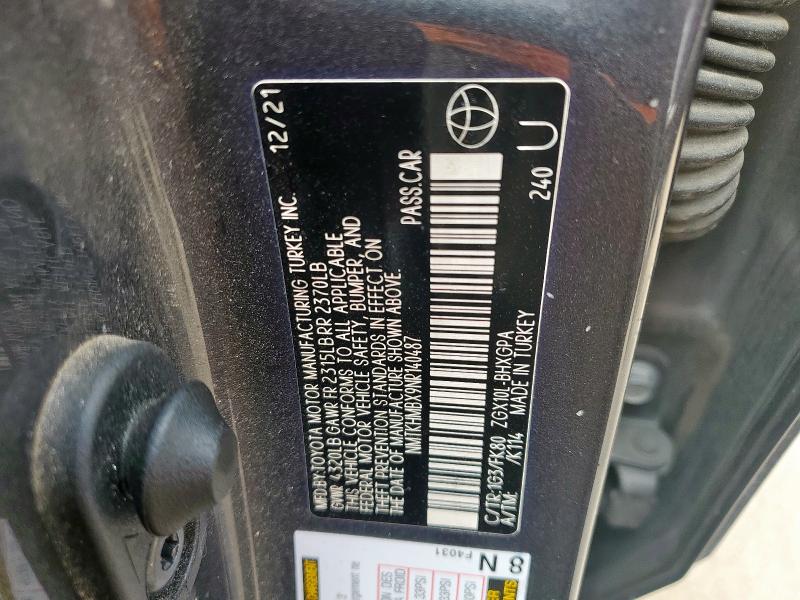 MFD BY:TOYOTA MOTOR MANUFACTURING TURKEY INC. 12/21
GVWR 4320LB GAWR FR 2315LB RR 2370LB
THIS VEHICLE CONFORMS TO ALL APPLICABLE
FEDERAL MOTOR VEHICLE SAFETY, BUMPER, AND
THEFT PREVENTION STANDARDS IN EFFECT ON
THE DATE OF MANUFACTURE SHOWN ABOVE.
NMTKHMBX9NR140487 PASS.CAR
C/TR:1G3/FK80 ZGX10L-BHXGPA
A/TM: /K114 MADE IN TURKEY 240 U
F4031
8 N
33PSI